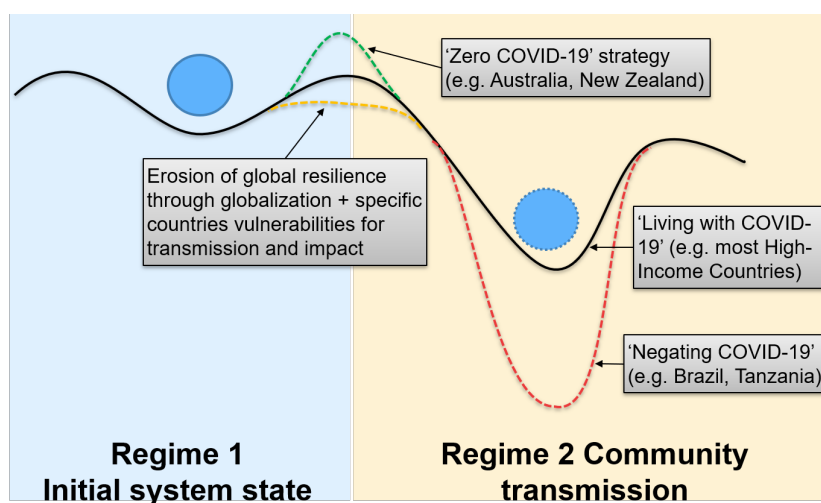 ‘Zero COVID-19’ strategy
(e.g. Australia, New Zealand)
Erosion of global resilience
through globalization + specific
countries vulnerabilities for
transmission and impact
‘Living with COVID-
19’ (e.g. most High-
Income Countries)
‘Negating COVID-19’
(e.g. Brazil, Tanzania)
Regime 1
Initial system state
Regime 2 Community
transmission